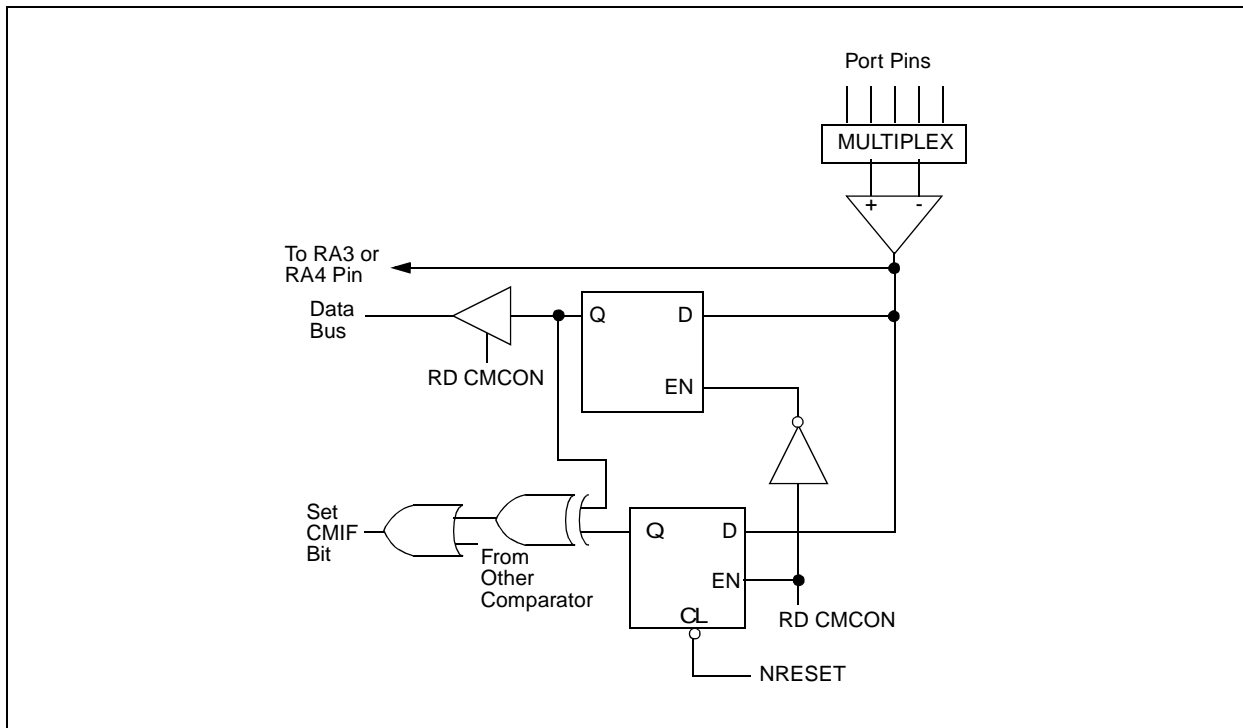 Port Pins
MULTIPLEX
+ -
To RA3 or
RA4 Pin
Data
Bus
Q D
RD CMCON
EN
Set
CMIF
Bit
From
Other
Comparator
Q D
EN
RD CMCON
CL
NRESET